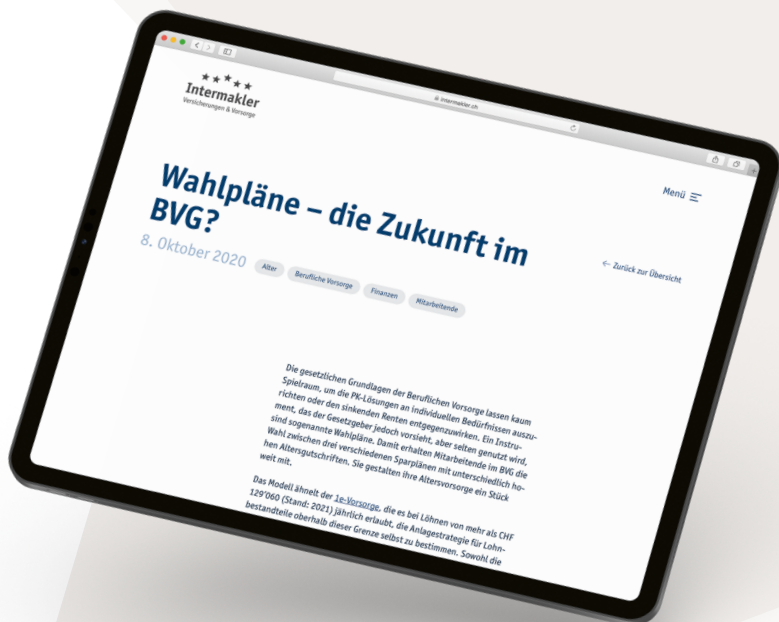 intermakler.ch
Intermakler
Versicherungen & Vorsorge
Menü
Wahlpläne – die Zukunft im
BVG?
← Zurück zur Übersicht
8. Oktober 2020
Alter
Berufliche Vorsorge
Finanzen
Mitarbeitende
Die gesetzlichen Grundlagen der Beruflichen Vorsorge lassen kaum
Spielraum, um die PK-Lösungen an individuellen Bedürfnissen auszu-
richten oder den sinkenden Renten entgegenzuwirken. Ein Instru-
ment, das der Gesetzgeber jedoch vorsieht, aber selten genutzt wird,
sind sogenannte Wahlpläne. Damit erhalten Mitarbeitende im BVG die
Wahl zwischen drei verschiedenen Sparplänen mit unterschiedlich ho-
hen Altersgutschriften. Sie gestalten ihre Altersvorsorge ein Stück
weit mit.
Das Modell ähnelt der 1e-Vorsorge, die es bei Löhnen von mehr als CHF
129'060 (Stand: 2021) jährlich erlaubt, die Anlagestrategie für Lohn-
bestandteile oberhalb dieser Grenze selbst zu bestimmen. Sowohl die